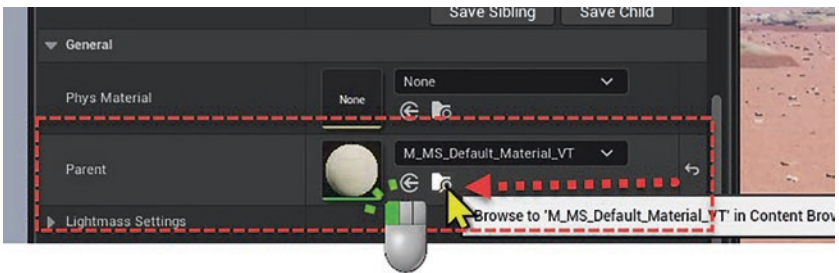 Save Sibling
Save Child
General
Phys Material
None
None
Parent
M_MS_Default_Material_VT
Lightmass Settings
Browse to 'M_MS_Default_Material_VT' in Content Brow